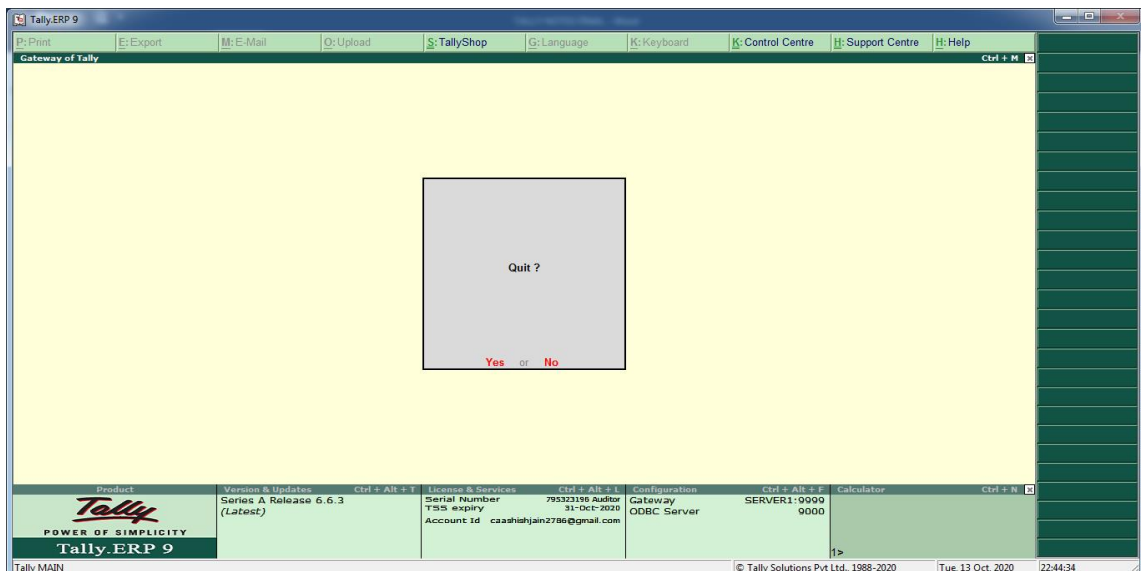 Tally.ERP 9
P: Print E: Export M: E-Mail O: Upload S: TallyShop G: Language K: Keyboard K: Control Centre H: Support Centre H: Help
Gateway of Tally Ctrl + M
Quit ?
Yes or No
Product Version & Updates Ctrl + Alt + T License & Services Ctrl + Alt + L Configuration Ctrl + Alt + F Calculator Ctrl + N
Tally
POWER OF SIMPLICITY
Tally.ERP 9
Series A Release 6.6.3
(Latest)
Serial Number 795323196 Auditor
TSS expiry 31-Oct-2020
Account Id caashishjain2786@gmail.com
Gateway SERVER1:9999
ODBC Server 9000
1>
Tally MAIN © Tally Solutions Pvt Ltd., 1988-2020 Tue, 13 Oct, 2020 22:44:34